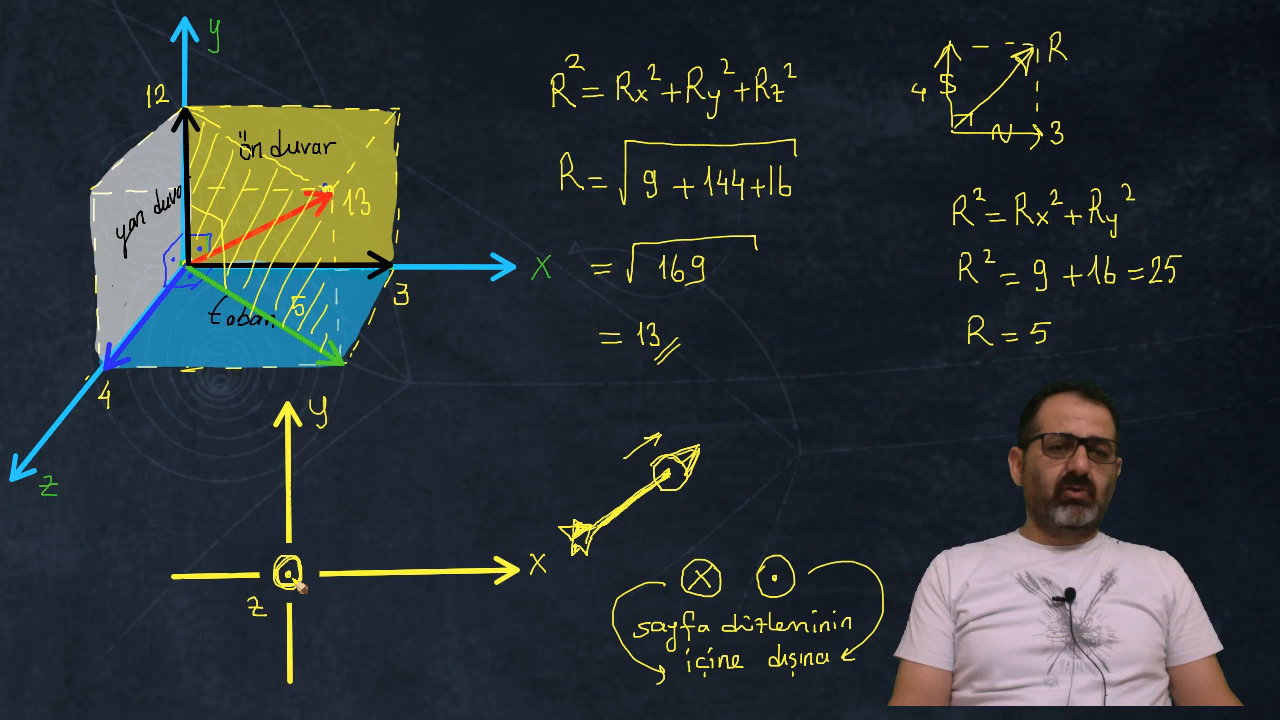 y
12
ön duvar
yan duvar
13
x
3
5
taban
4
z
R² = Rx² + Ry² + Rz²
R = √9 + 144 + 16
= √169
= 13
R
4
3
R² = Rx² + Ry²
R² = 9 + 16 = 25
R = 5
y
x
z
sayfa düzleminin
içine dışına